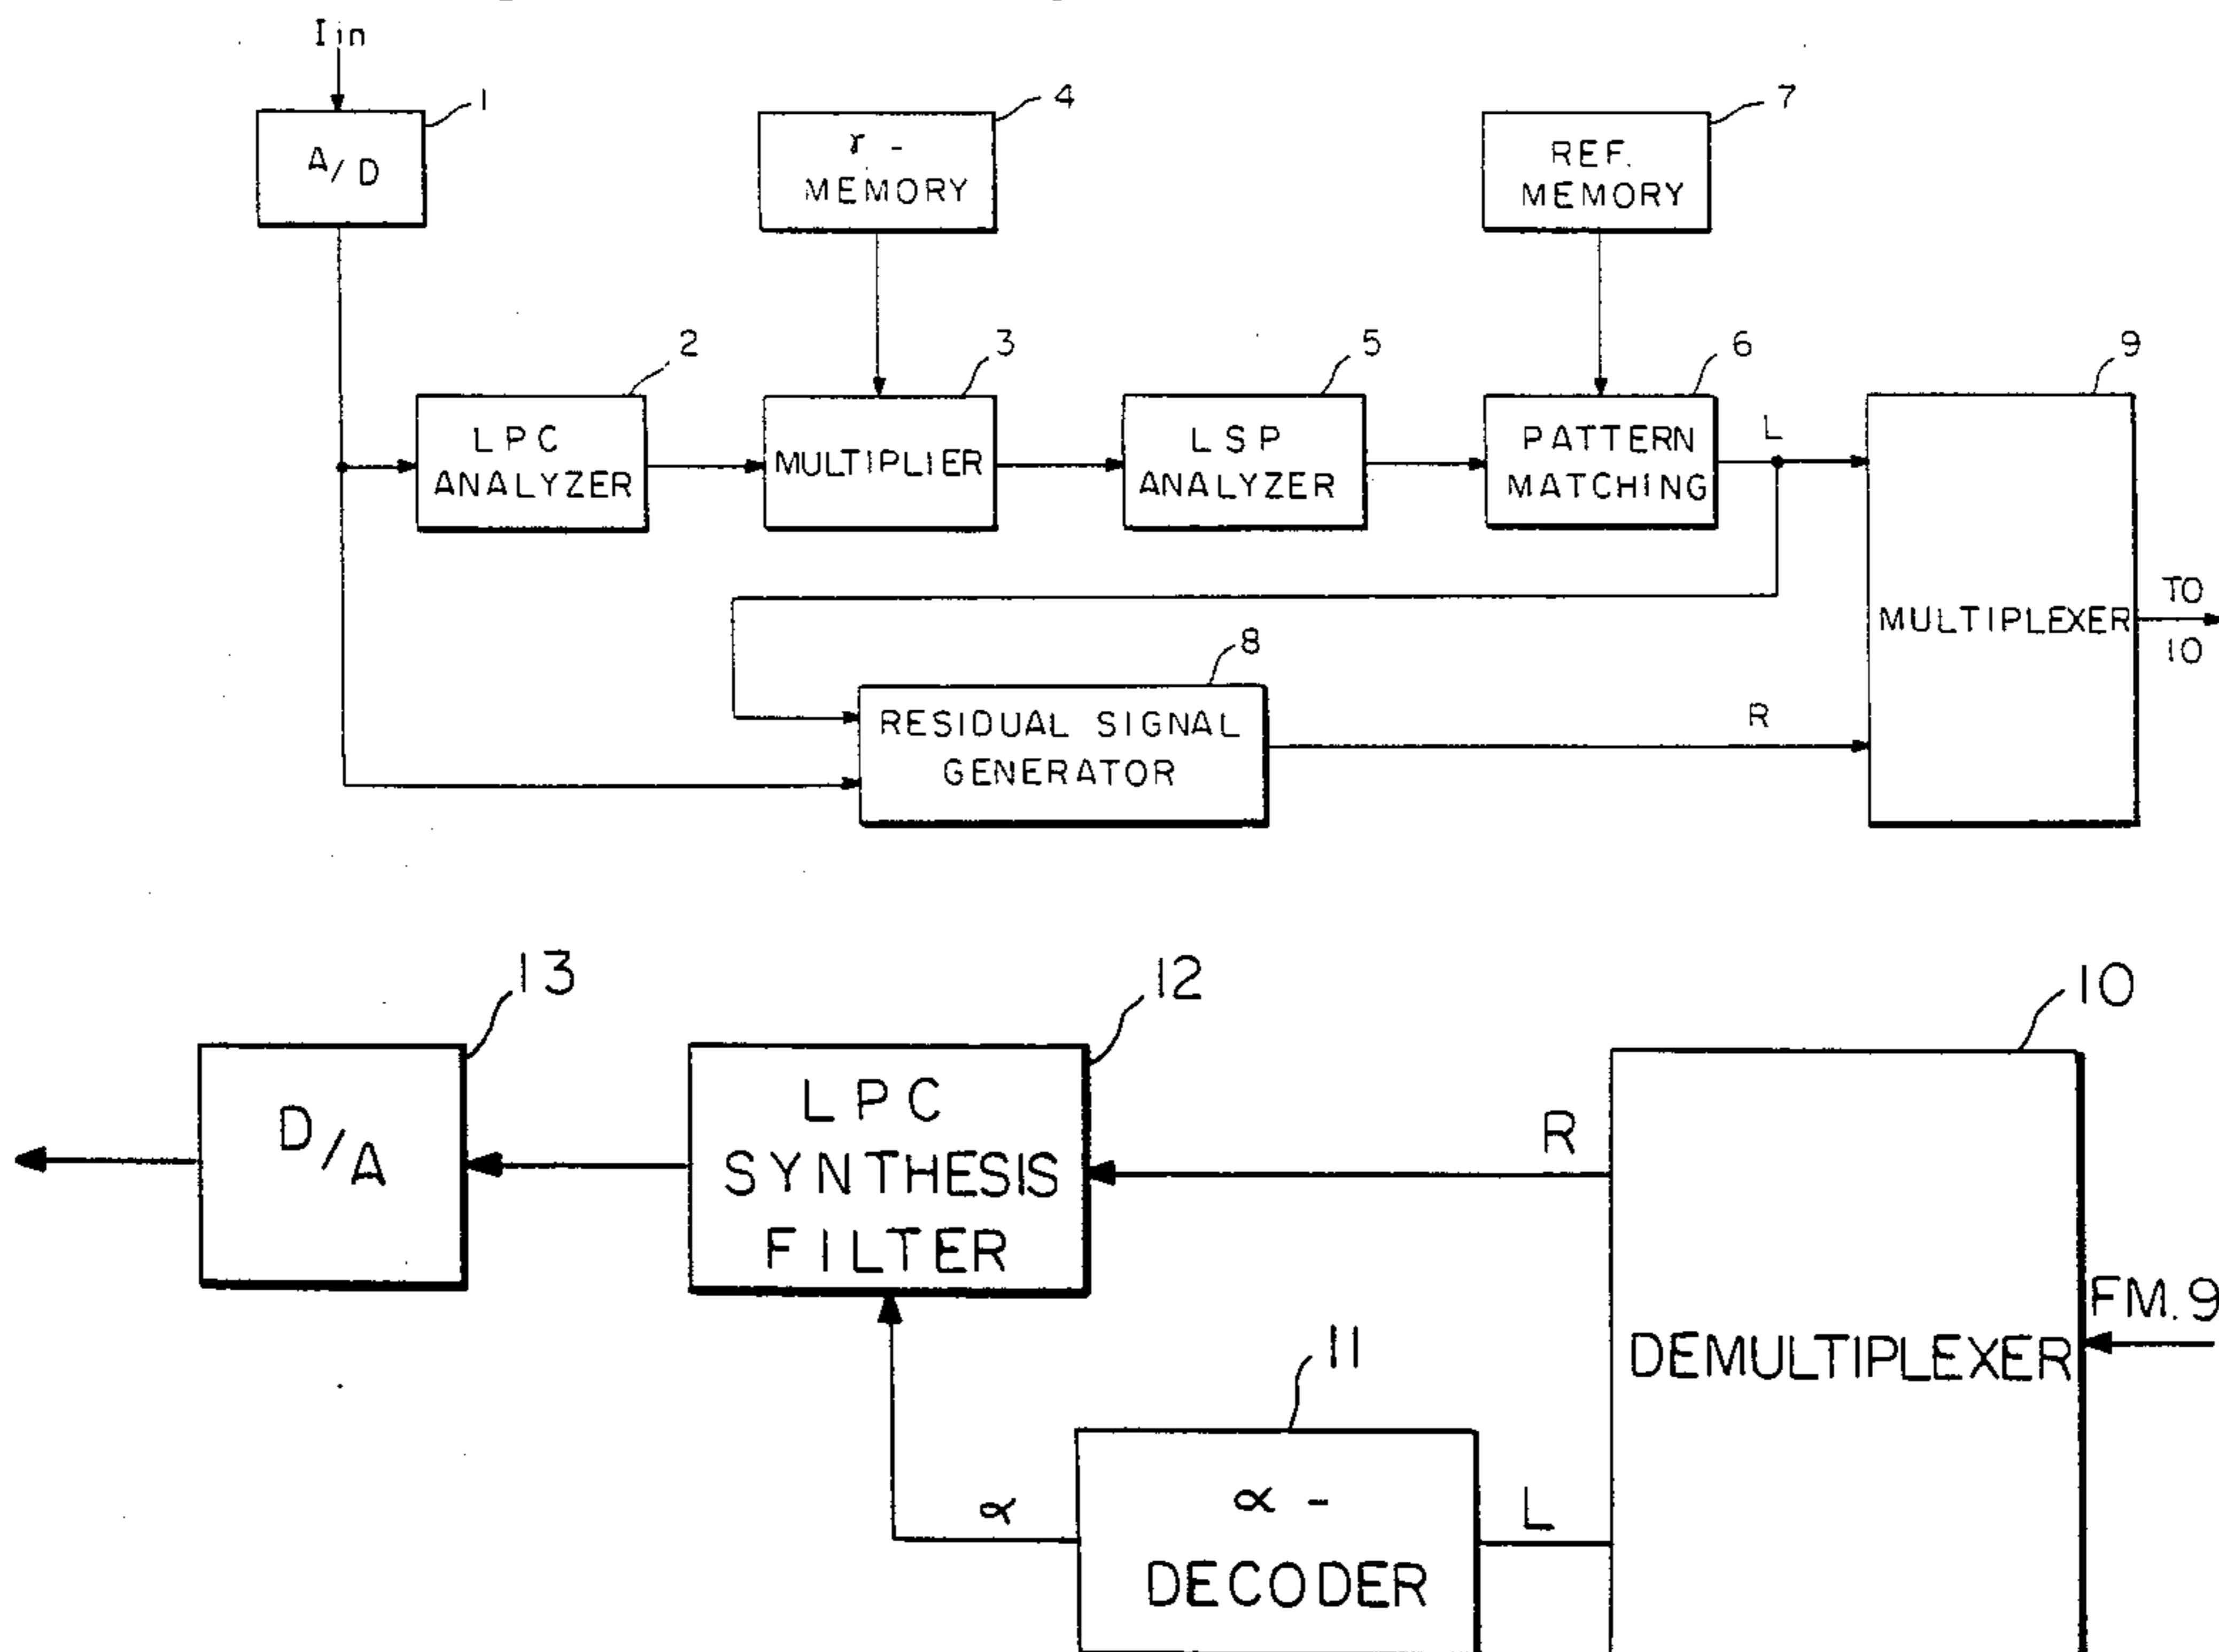 Iin
1
4
7
A/D
γ -
MEMORY
REF.
MEMORY
2
3
5
6
9
LPC
ANALYZER
MULTIPLIER
LSP
ANALYZER
PATTERN
MATCHING
L
MULTIPLEXER
TO
10
8
RESIDUAL SIGNAL
GENERATOR
R
13
12
10
D/A
LPC
SYNTHESIS
FILTER
R
DEMULTIPLEXER
FM.9
11
α
α -
DECODER
L